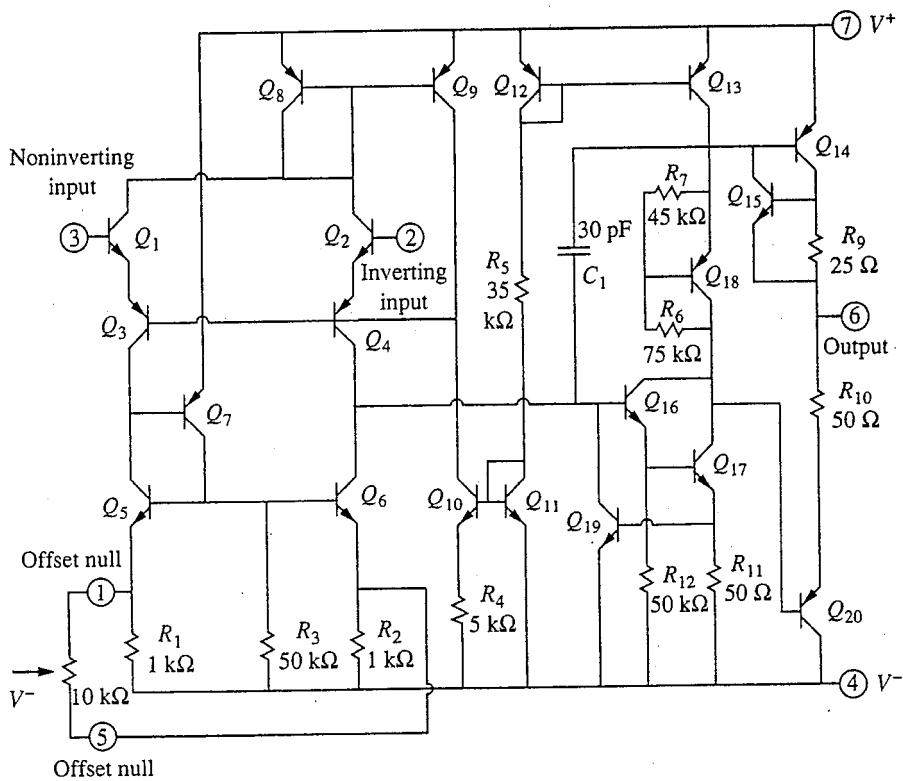 7 V+
Q8
Q9
Q12
Q13
Q14
Noninverting
input
R7
45 kΩ
Q15
3
Q1
Q2
2
30 pF
C1
R9
25 Ω
Inverting
input
R5
35
kΩ
Q18
Q3
Q4
R6
75 kΩ
6
Output
Q7
Q16
R10
50 Ω
Q5
Q6
Q10
Q11
Q17
Q19
Offset null
1
R1
1 kΩ
R3
50 kΩ
R2
1 kΩ
R4
5 kΩ
R12
50 kΩ
R11
50 Ω
Q20
V−
10 kΩ
4 V−
5
Offset null